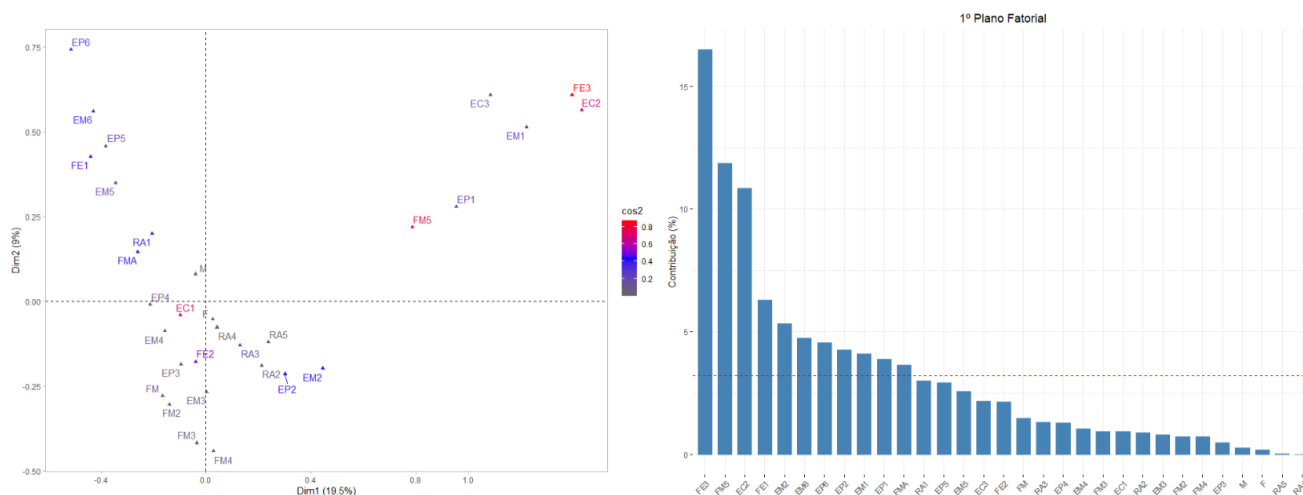 0.75
0.50
0.25
0.00
-0.25
-0.50
Dim2 (9%)
-0.4
0.0
0.4
0.8
1.2
Dim1 (19.5%)
EP6
EM6
EP5
FE1
EM5
RA1
FMA
M
EP4
EC1
F
EM4
RA4
RA5
FE2
RA3
EP3
RA2
EP2
EM2
FM
EM3
FM2
FM3
FM4
EC3
FE3
EC2
EM1
EP1
FM5
cos2
0.8
0.6
0.4
0.2
1º Plano Fatorial
Contribuição (%)
15
10
5
0
FE3
FM5
EC2
FE1
EM2
EM6
EP6
EP2
EM1
EP1
FMA
RA1
EP5
EM5
EC3
FE2
FM
RA3
EP4
EM4
FM3
EC1
RA2
EM3
FM2
FM4
EP3
M
F
RA5